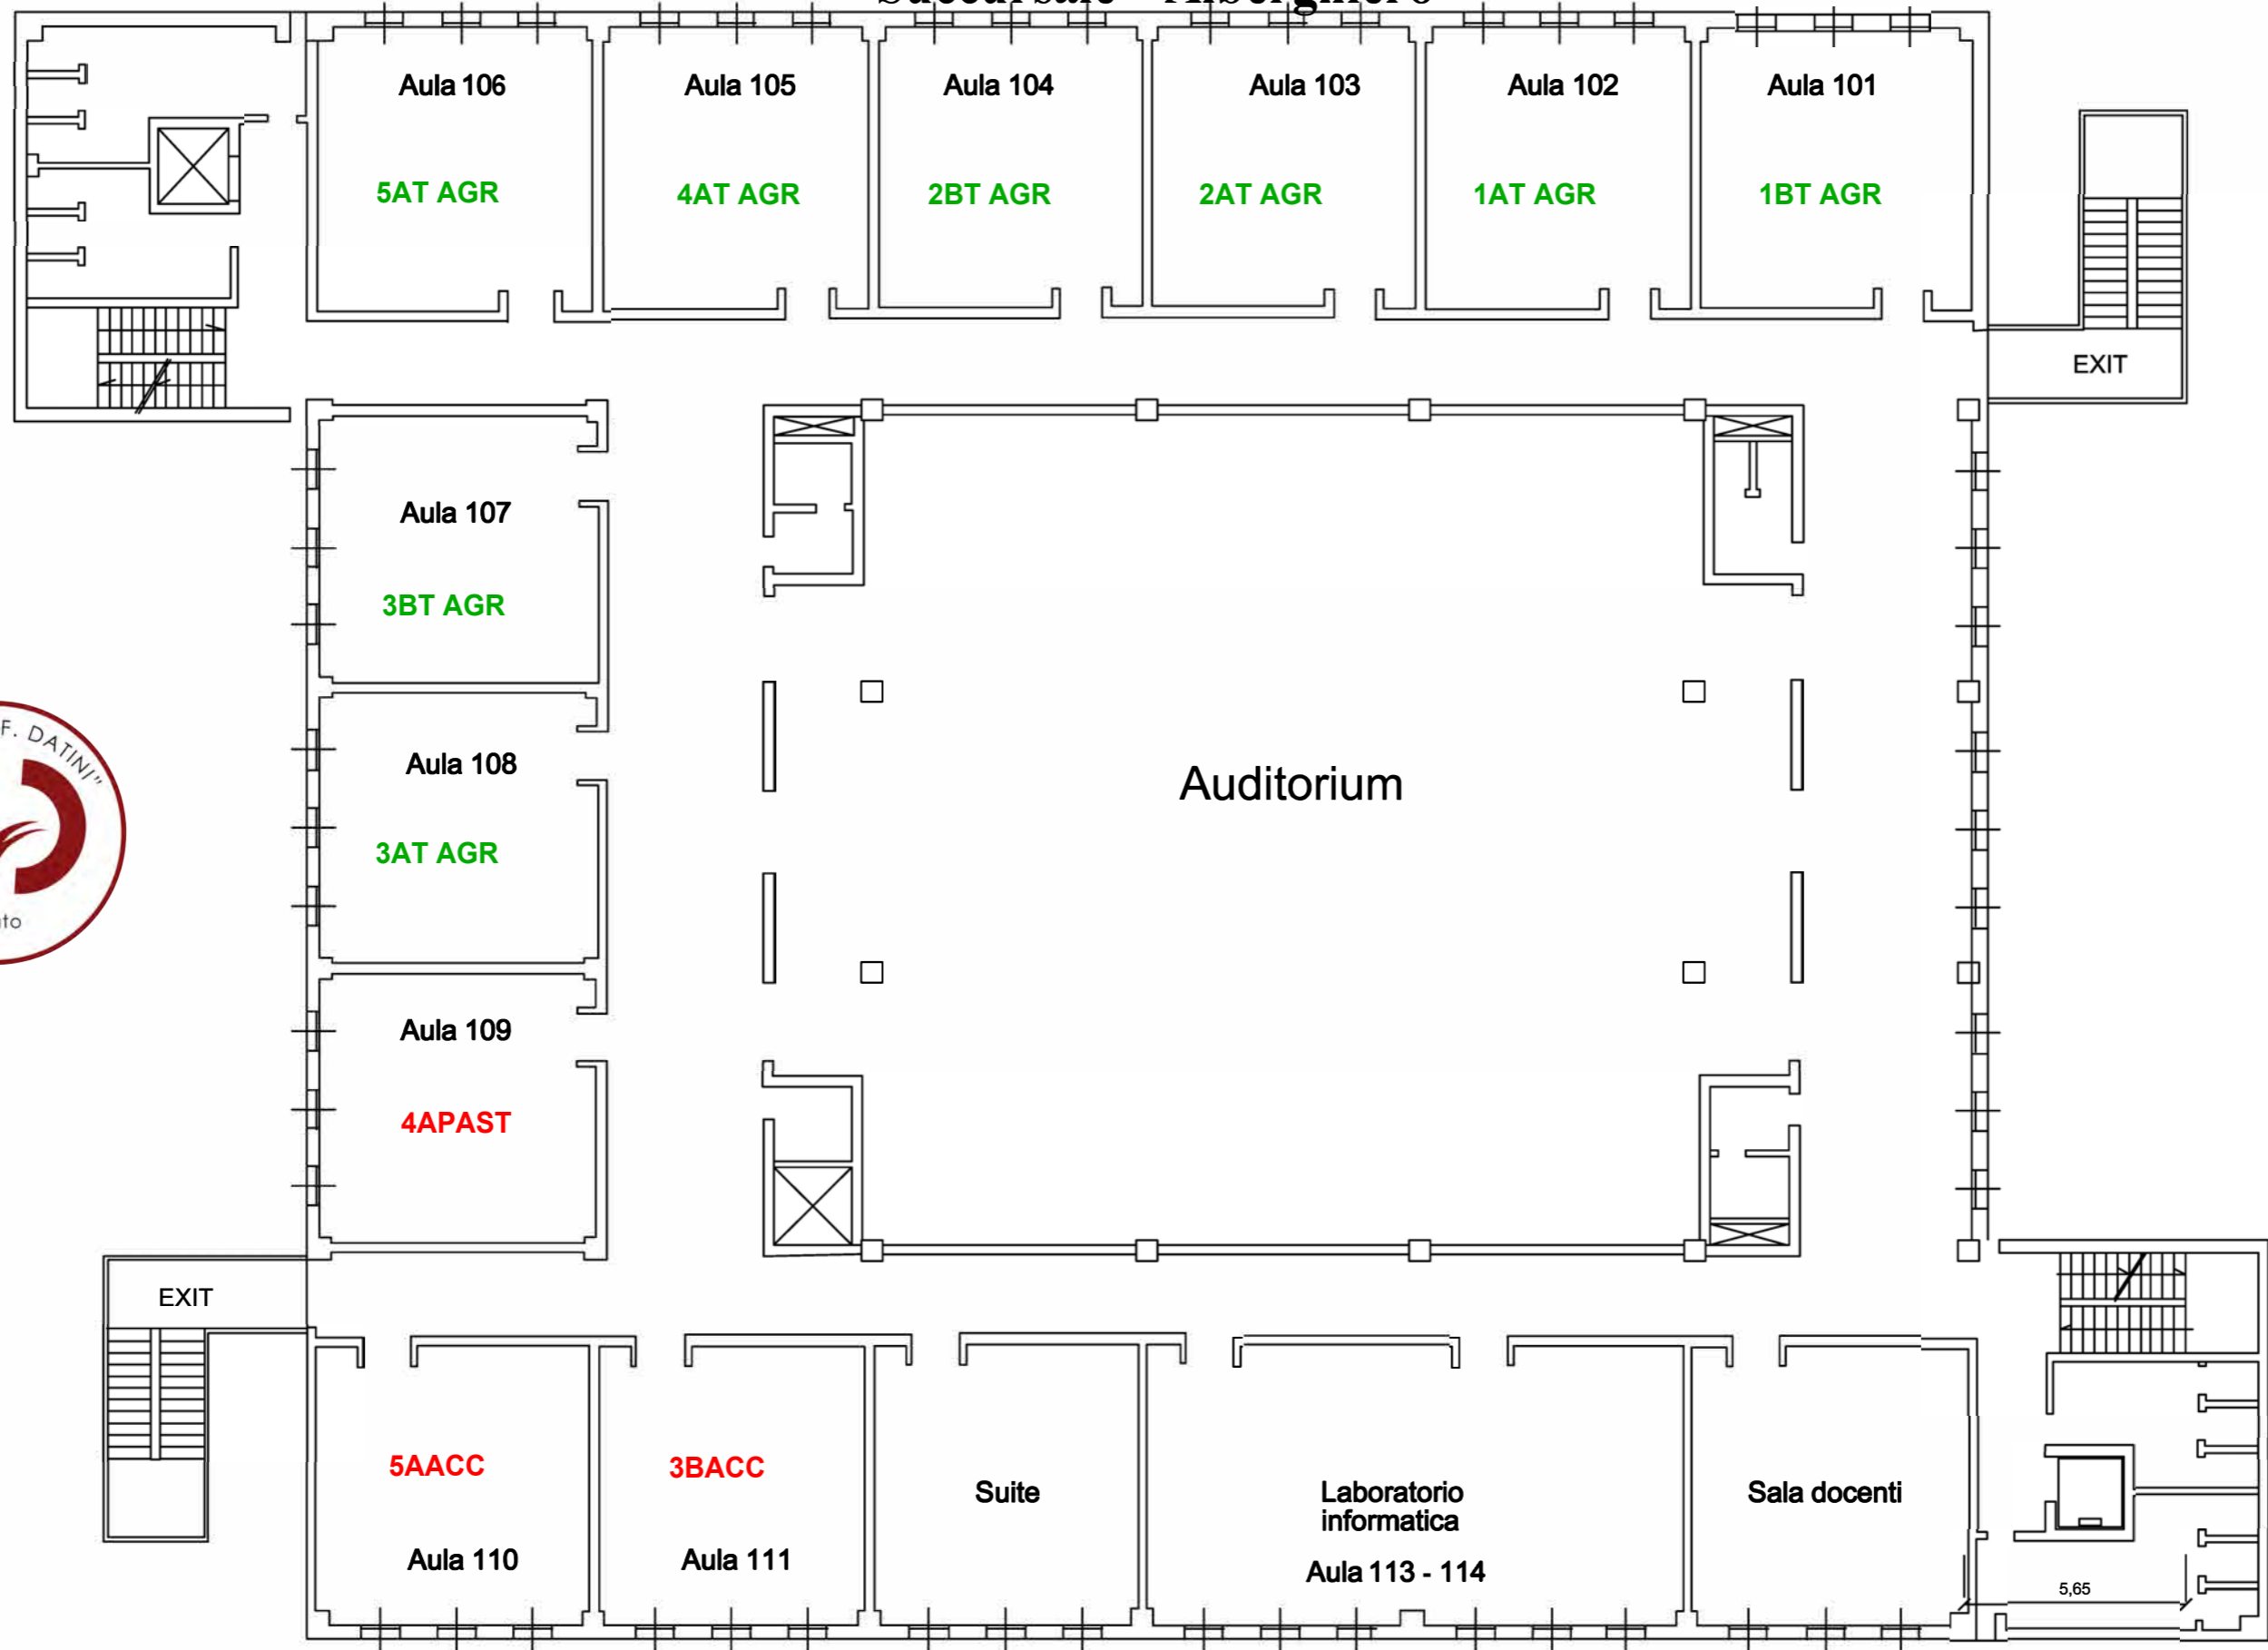 Aula 106
Aula 105
Aula 104
Aula 103
Aula 102
Aula 101
5AT AGR
4AT AGR
2BT AGR
2AT AGR
1AT AGR
1BT AGR
EXIT
Aula 107
3BT AGR
F. DATINI"
Aula 108
Auditorium
3AT AGR
Aula 109
4APAST
EXIT
5AACC
3BACC
Suite
Laboratorio
informatica
Sala docenti
Aula 110
Aula 111
Aula 113 - 114
5,65